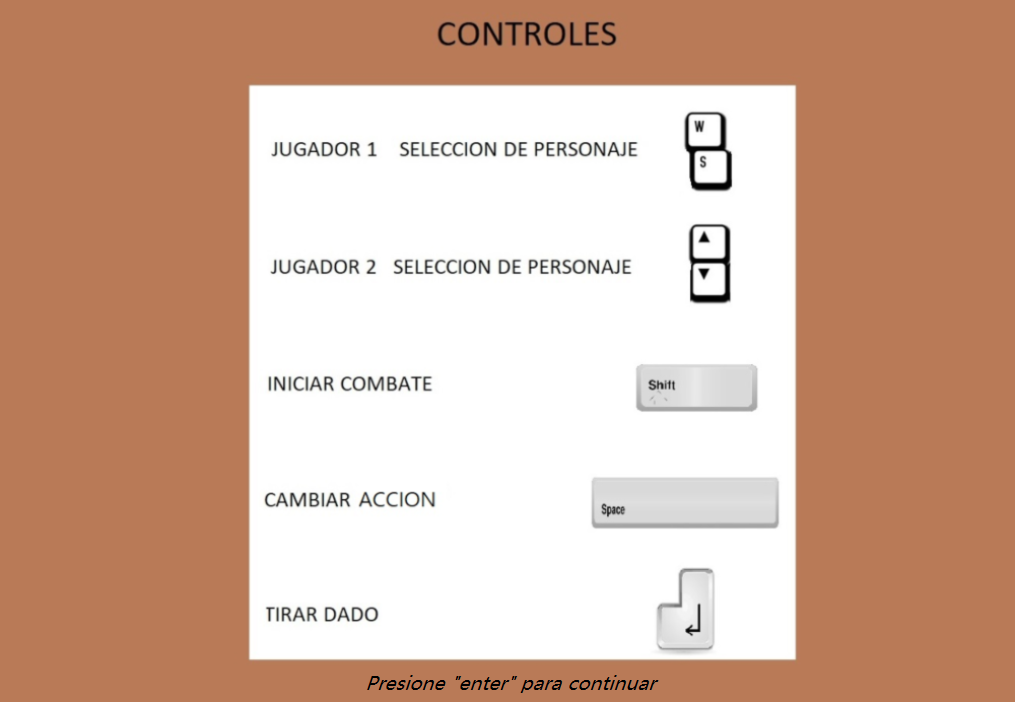 CONTROLES
JUGADOR 1 SELECCION DE PERSONAJE
W
S
JUGADOR 2 SELECCION DE PERSONAJE
INICIAR COMBATE
Shift
CAMBIAR ACCION
Space
TIRAR DADO
Presione "enter" para continuar